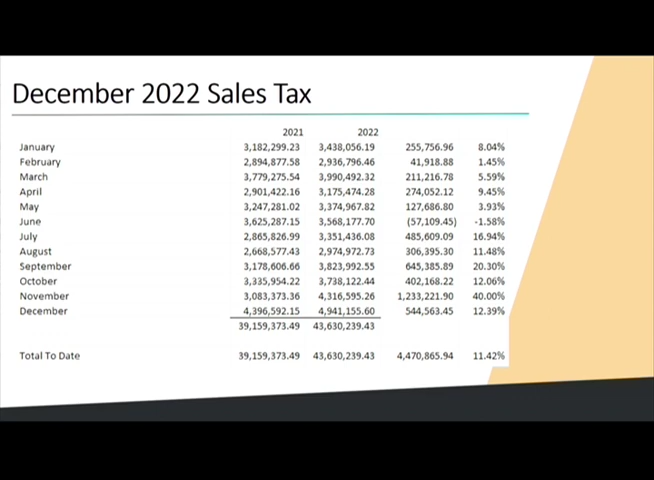 December 2022 Sales Tax
2021 2022
January 3,182,299.23 3,438,056.19 255,756.96 8.04%
February 2,894,877.58 2,936,796.46 41,918.88 1.45%
March 3,779,275.54 3,990,492.32 211,216.78 5.59%
April 2,901,422.16 3,175,474.28 274,052.12 9.45%
May 3,247,281.02 3,374,967.82 127,686.80 3.93%
June 3,625,287.15 3,568,177.70 (57,109.45) -1.58%
July 2,865,826.99 3,351,436.08 485,609.09 16.94%
August 2,668,577.43 2,974,972.73 306,395.30 11.48%
September 3,178,606.66 3,823,992.55 645,385.89 20.30%
October 3,335,954.22 3,738,122.44 402,168.22 12.06%
November 3,083,373.36 4,316,595.26 1,233,221.90 40.00%
December 4,396,592.15 4,941,155.60 544,563.45 12.39%
39,159,373.49 43,630,239.43
Total To Date 39,159,373.49 43,630,239.43 4,470,865.94 11.42%